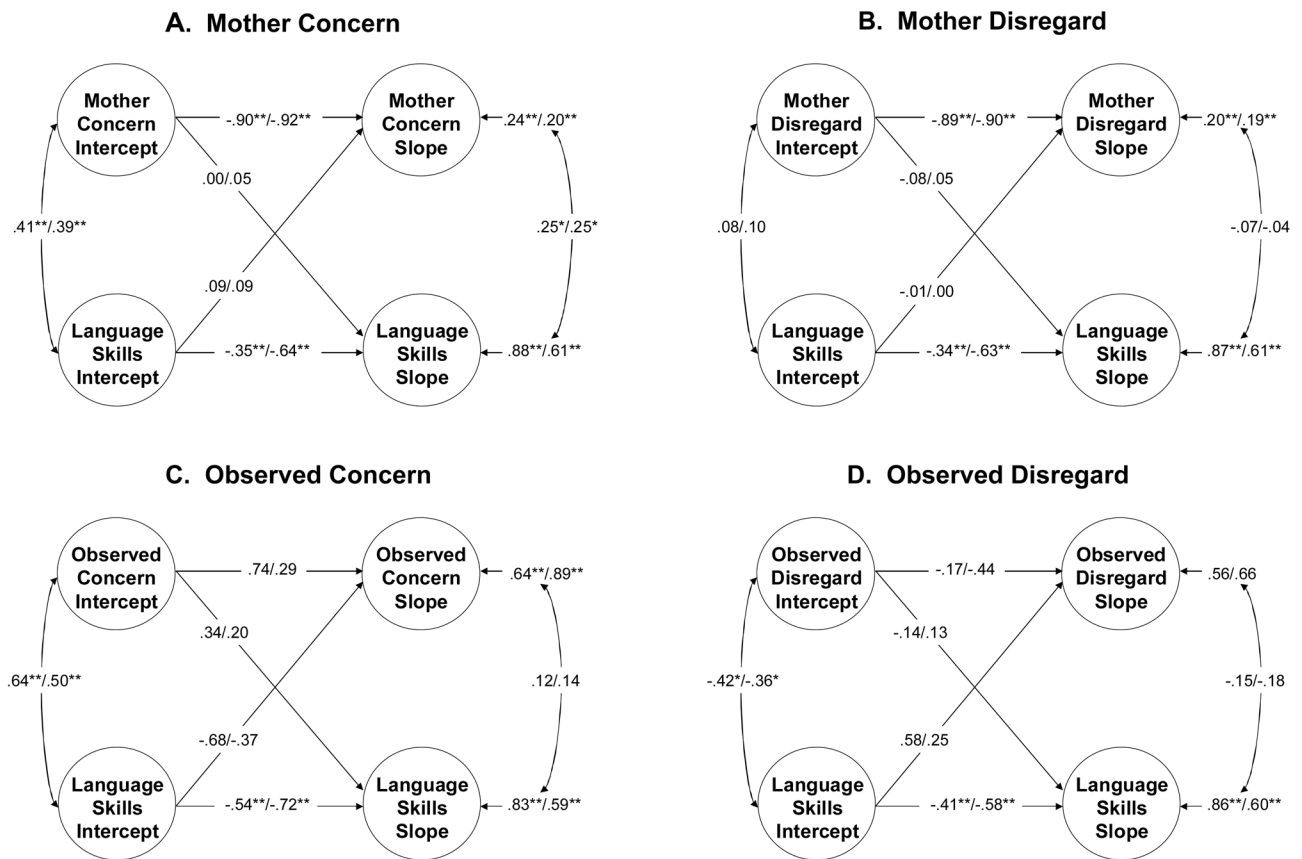 A. Mother Concern
Mother
Concern
Intercept
-.90**/-.92**
Mother
Concern
Slope
.24**/.20**
.00/.05
.41**/.39**
.25*/.25*
.09/.09
Language
Skills
Intercept
-.35**/-.64**
Language
Skills
Slope
.88**/.61**
B. Mother Disregard
Mother
Disregard
Intercept
-.89**/-.90**
Mother
Disregard
Slope
.20**/.19**
-.08/.05
.08/.10
-.07/-.04
-.01/.00
Language
Skills
Intercept
-.34**/-.63**
Language
Skills
Slope
.87**/.61**
C. Observed Concern
Observed
Concern
Intercept
.74/.29
Observed
Concern
Slope
.64**/.89**
.34/.20
.64**/.50**
.12/.14
-.68/-.37
Language
Skills
Intercept
-.54**/-.72**
Language
Skills
Slope
.83**/.59**
D. Observed Disregard
Observed
Disregard
Intercept
-.17/-.44
Observed
Disregard
Slope
.56/.66
-.14/.13
-.42*/-.36*
-.15/-.18
.58/.25
Language
Skills
Intercept
-.41**/-.58**
Language
Skills
Slope
.86**/.60**